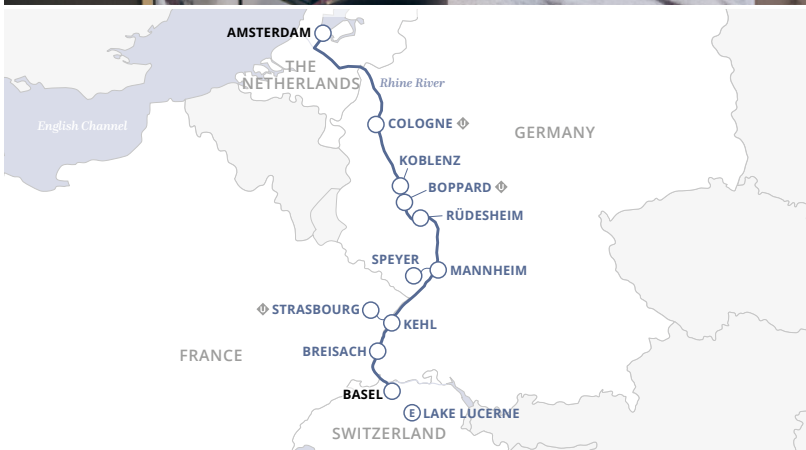 AMSTERDAM
THE
NETHERLANDS
Rhine River
English Channel
COLOGNE U
GERMANY
KOBLENZ
BOPPARD U
RÜDESHEIM
SPEYER
MANNHEIM
U STRASBOURG
KEHL
BREISACH
FRANCE
BASEL
E LAKE LUCERNE
SWITZERLAND